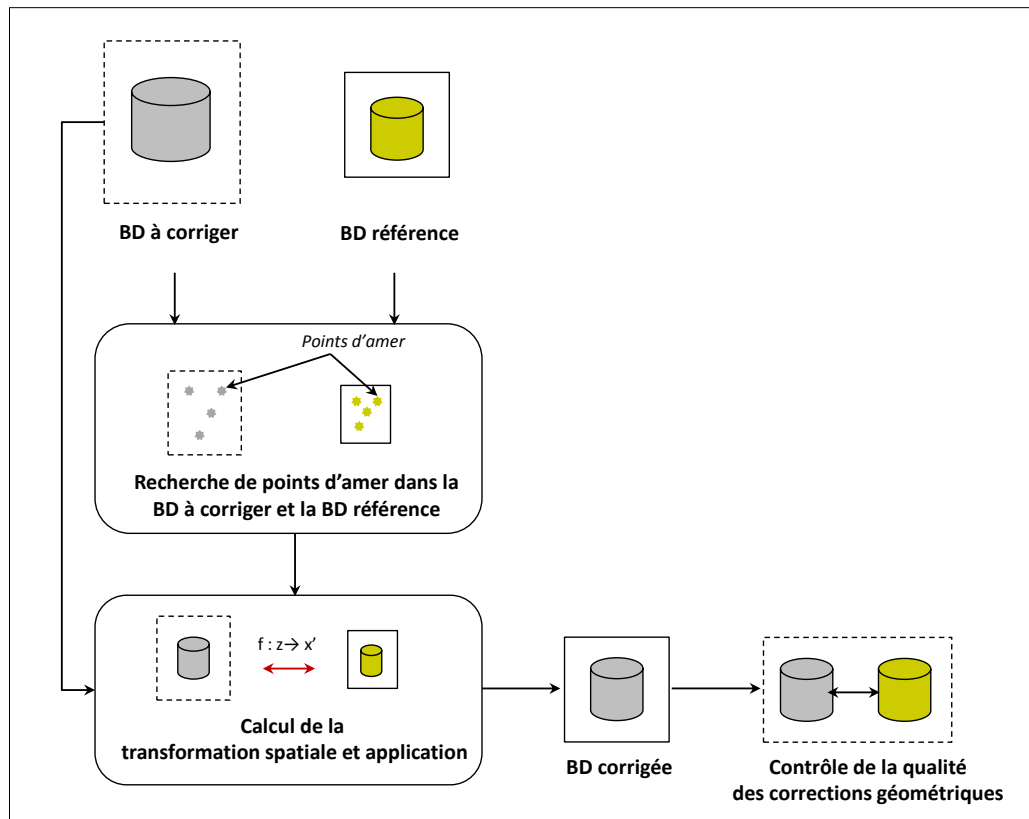 BD à corriger
BD référence
Points d’amer
Recherche de points d’amer dans la
BD à corriger et la BD référence
f : z→ x’
Calcul de la
transformation spatiale et application
BD corrigée
Contrôle de la qualité
des corrections géométriques